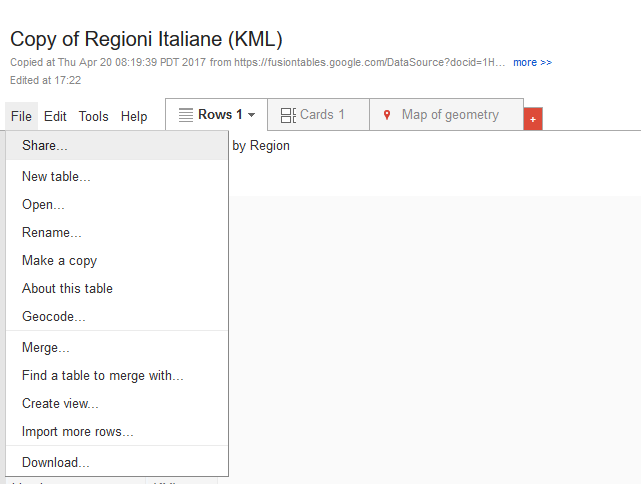 Copy of Regioni Italiane (KML)
Copied at Thu Apr 20 08:19:39 PDT 2017 from https://fusiontables.google.com/DataSource?docid=1H... more >>
Edited at 17:22
File Edit Tools Help Rows 1 Cards 1 Map of geometry +
Share...
by Region
New table...
Open...
Rename...
Make a copy
About this table
Geocode...
Merge...
Find a table to merge with...
Create view...
Import more rows...
Download...